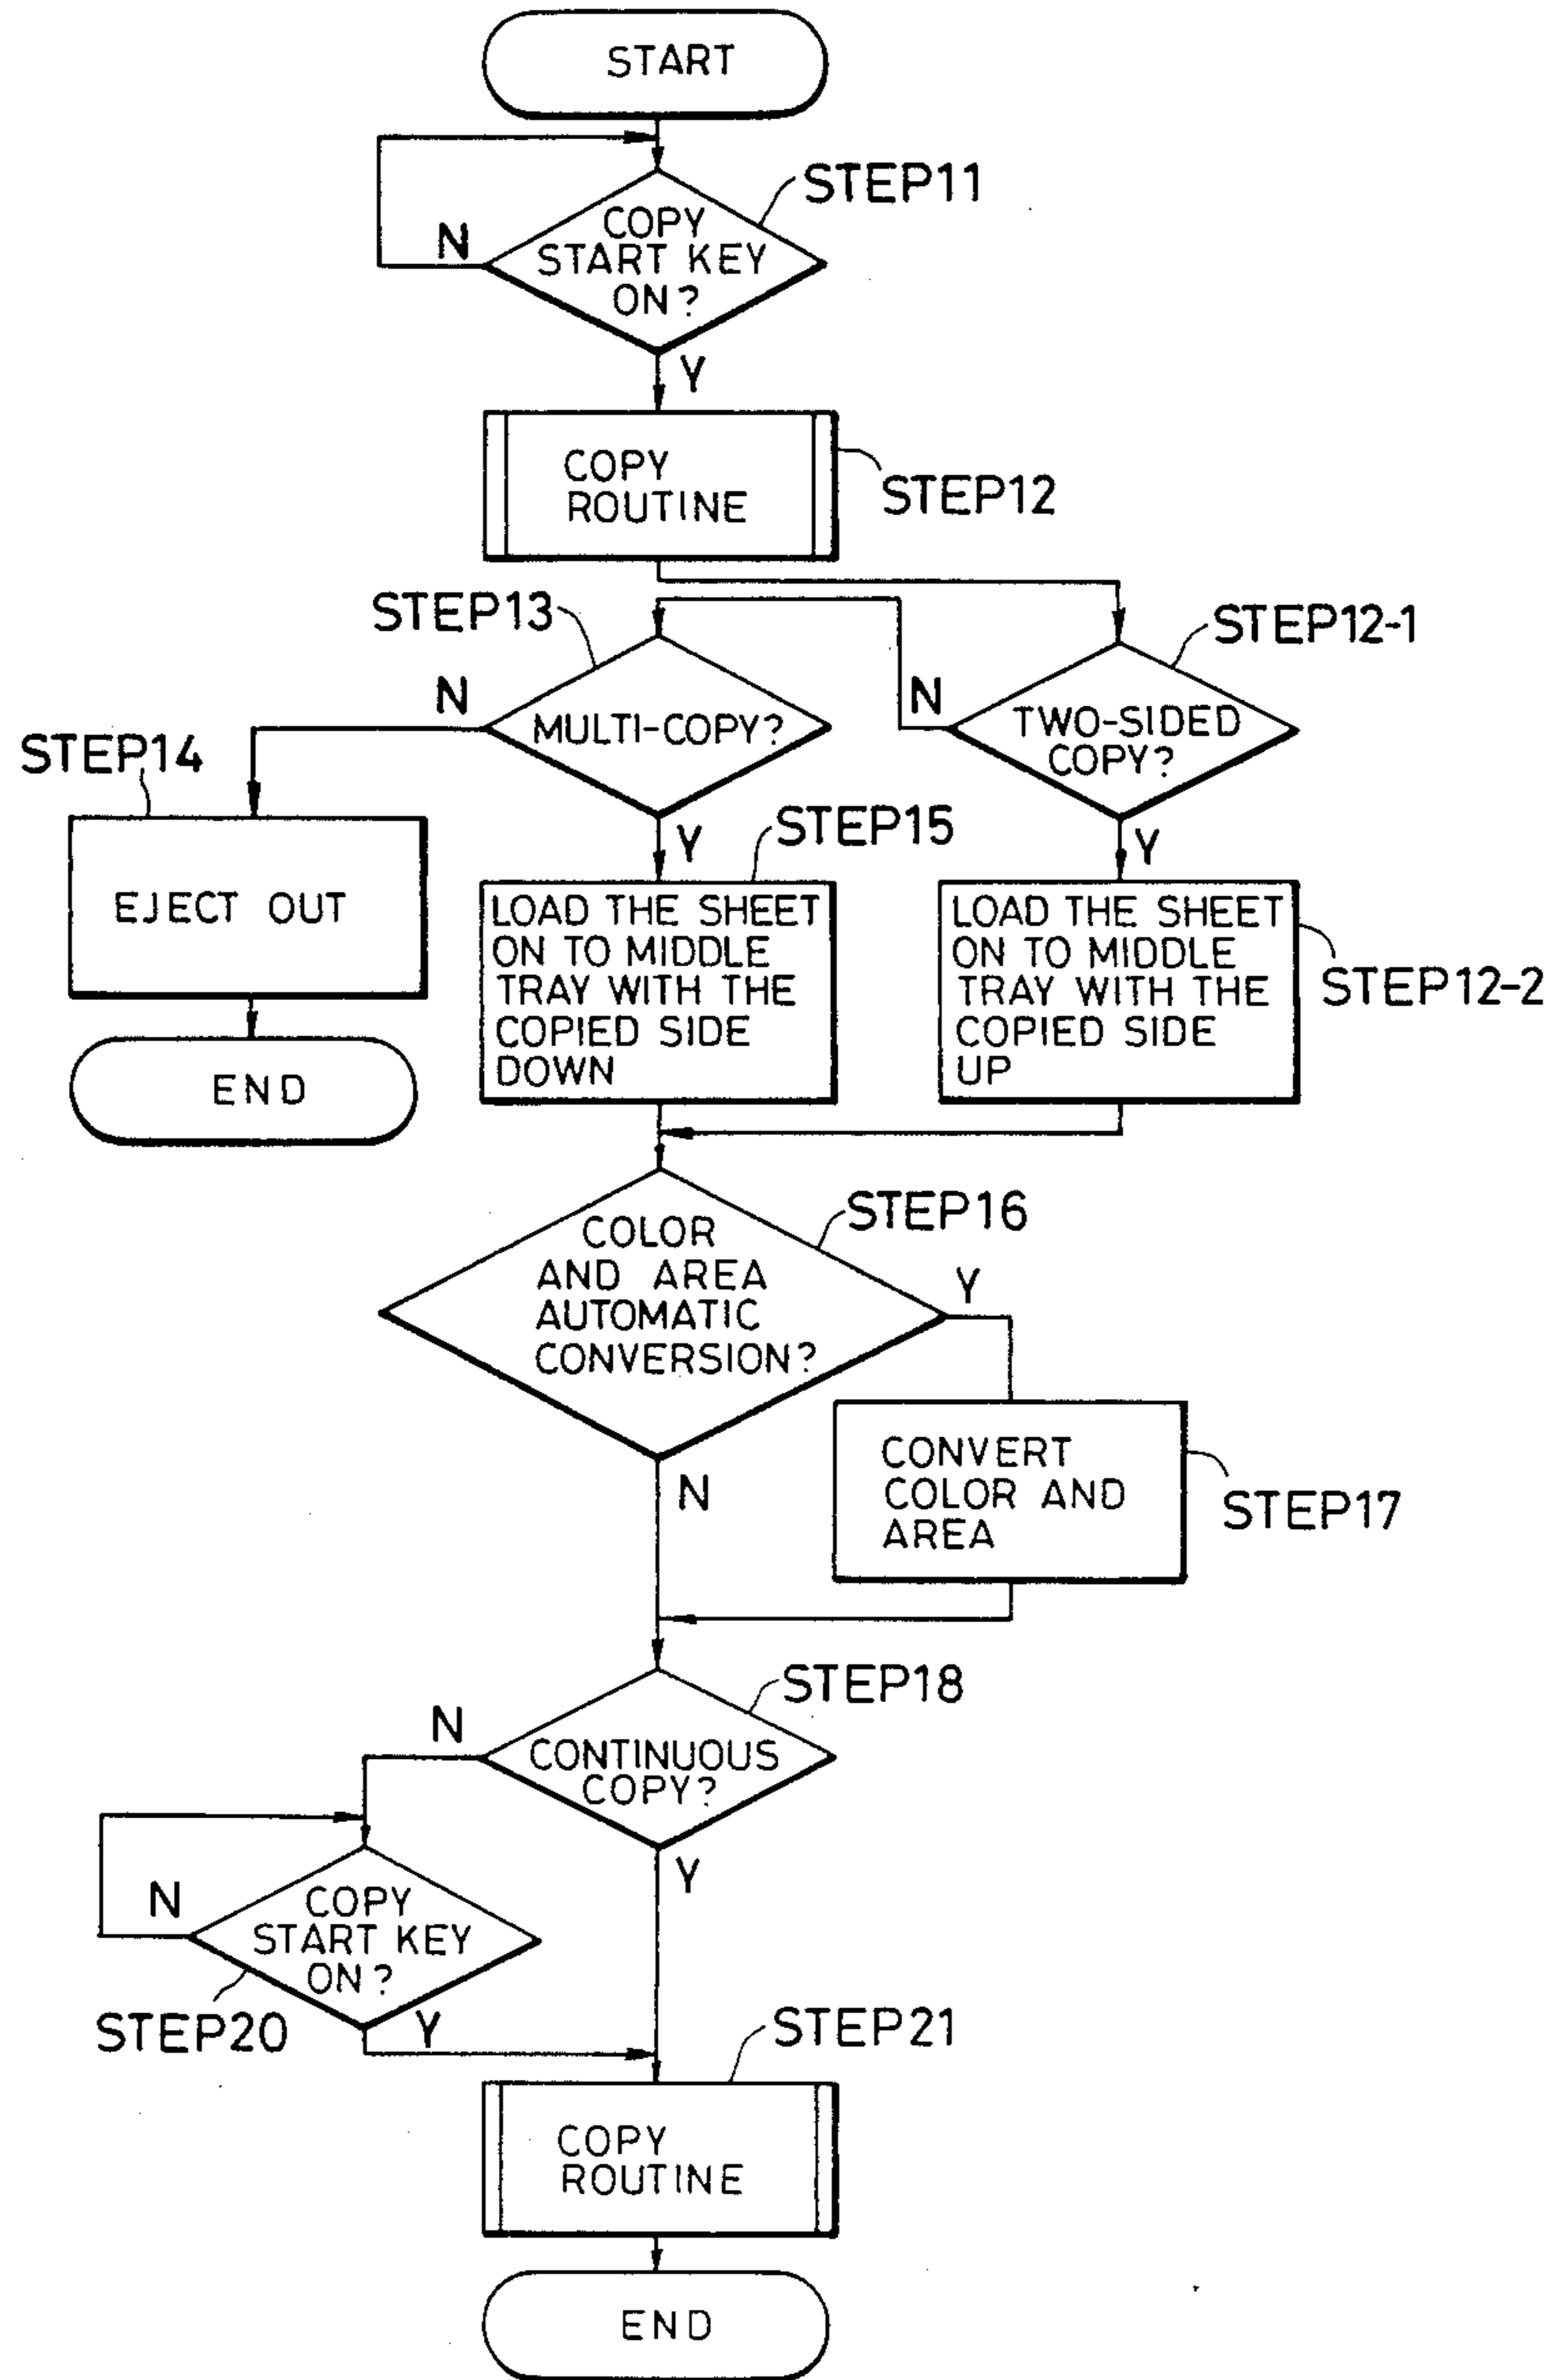 START
STEP11
COPY
START KEY
ON?
N
Y
COPY
ROUTINE
STEP12
STEP13
STEP12-1
N
MULTI-COPY?
N
TWO-SIDED
COPY?
STEP14
Y
STEP15
Y
EJECT OUT
LOAD THE SHEET
ON TO MIDDLE
TRAY WITH THE
COPIED SIDE
DOWN
LOAD THE SHEET
ON TO MIDDLE
TRAY WITH THE
COPIED SIDE
UP
STEP12-2
END
STEP16
COLOR
AND AREA
AUTOMATIC
CONVERSION?
Y
N
CONVERT
COLOR AND
AREA
STEP17
STEP18
N
CONTINUOUS
COPY?
Y
N
COPY
START KEY
ON?
STEP20
Y
STEP21
COPY
ROUTINE
END